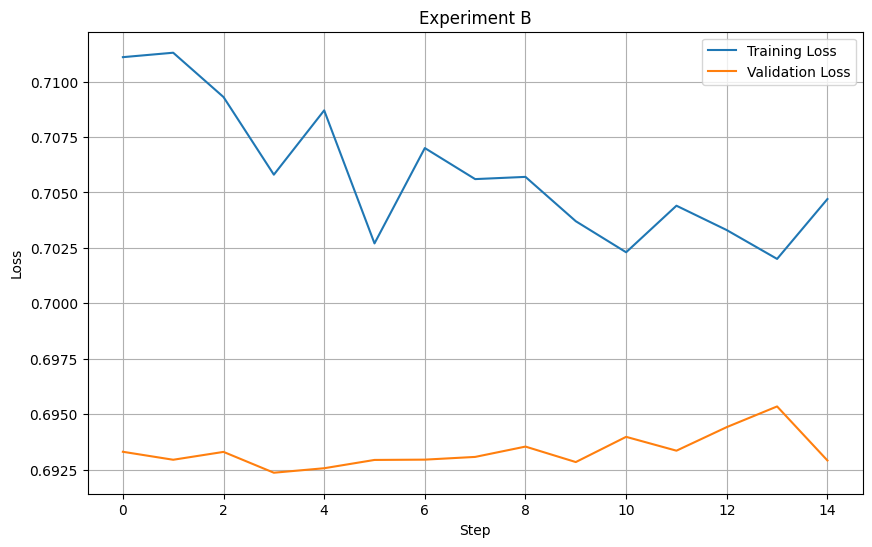 Experiment B
Training Loss
Validation Loss
0.7100
0.7075
0.7050
0.7025
0.7000
0.6975
0.6950
0.6925
Loss
0 2 4 6 8 10 12 14
Step